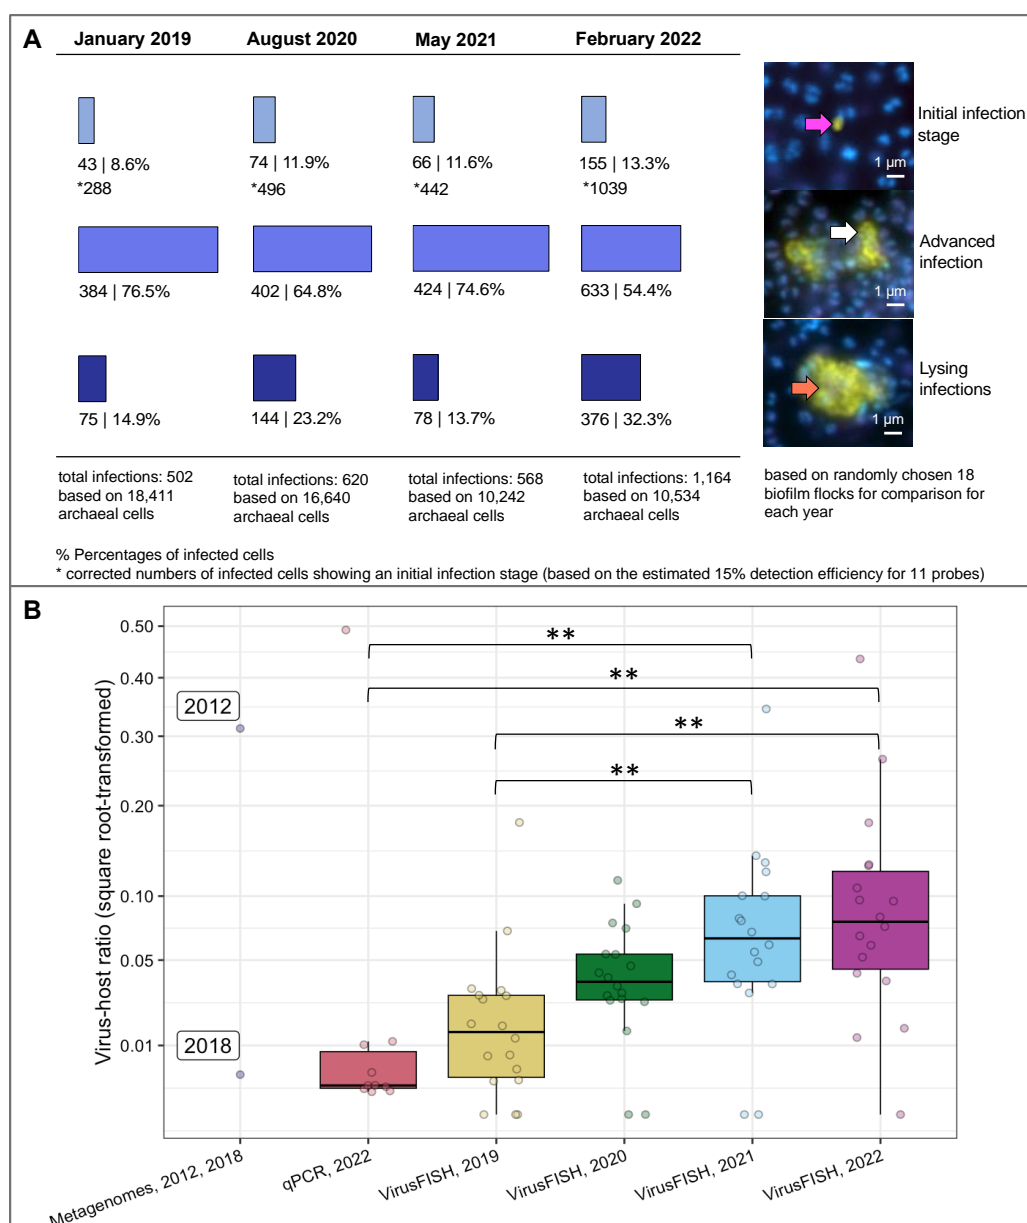 A
January 2019
August 2020
May 2021
February 2022
43 | 8.6%
*288
74 | 11.9%
*496
66 | 11.6%
*442
155 | 13.3%
*1039
Initial infection
stage
1 µm
384 | 76.5%
402 | 64.8%
424 | 74.6%
633 | 54.4%
Advanced
infection
1 µm
75 | 14.9%
144 | 23.2%
78 | 13.7%
376 | 32.3%
Lysing
infections
1 µm
total infections: 502
based on 18,411
archaeal cells
total infections: 620
based on 16,640
archaeal cells
total infections: 568
based on 10,242
archaeal cells
total infections: 1,164
based on 10,534
archaeal cells
based on randomly chosen 18
biofilm flocks for comparison for
each year
% Percentages of infected cells
* corrected numbers of infected cells showing an initial infection stage (based on the estimated 15% detection efficiency for 11 probes)
B
Virus-host ratio (square root-transformed)
0.50
0.40
0.30
0.20
0.10
0.05
0.01
2012
2018
**
**
**
**
Metagenomes, 2012, 2018
qPCR, 2022
VirusFISH, 2019
VirusFISH, 2020
VirusFISH, 2021
VirusFISH, 2022